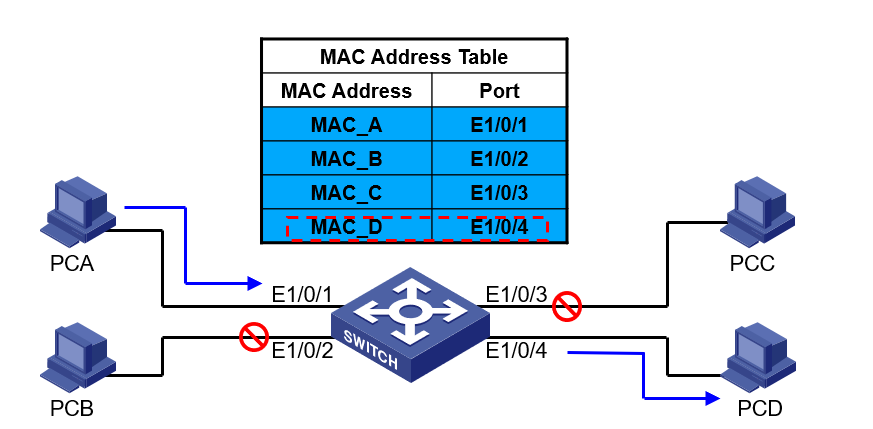 MAC Address Table
MAC Address Port
MAC_A E1/0/1
MAC_B E1/0/2
MAC_C E1/0/3
MAC_D E1/0/4
PCA
PCC
E1/0/1
E1/0/3
SWITCH
E1/0/2
E1/0/4
PCB
PCD